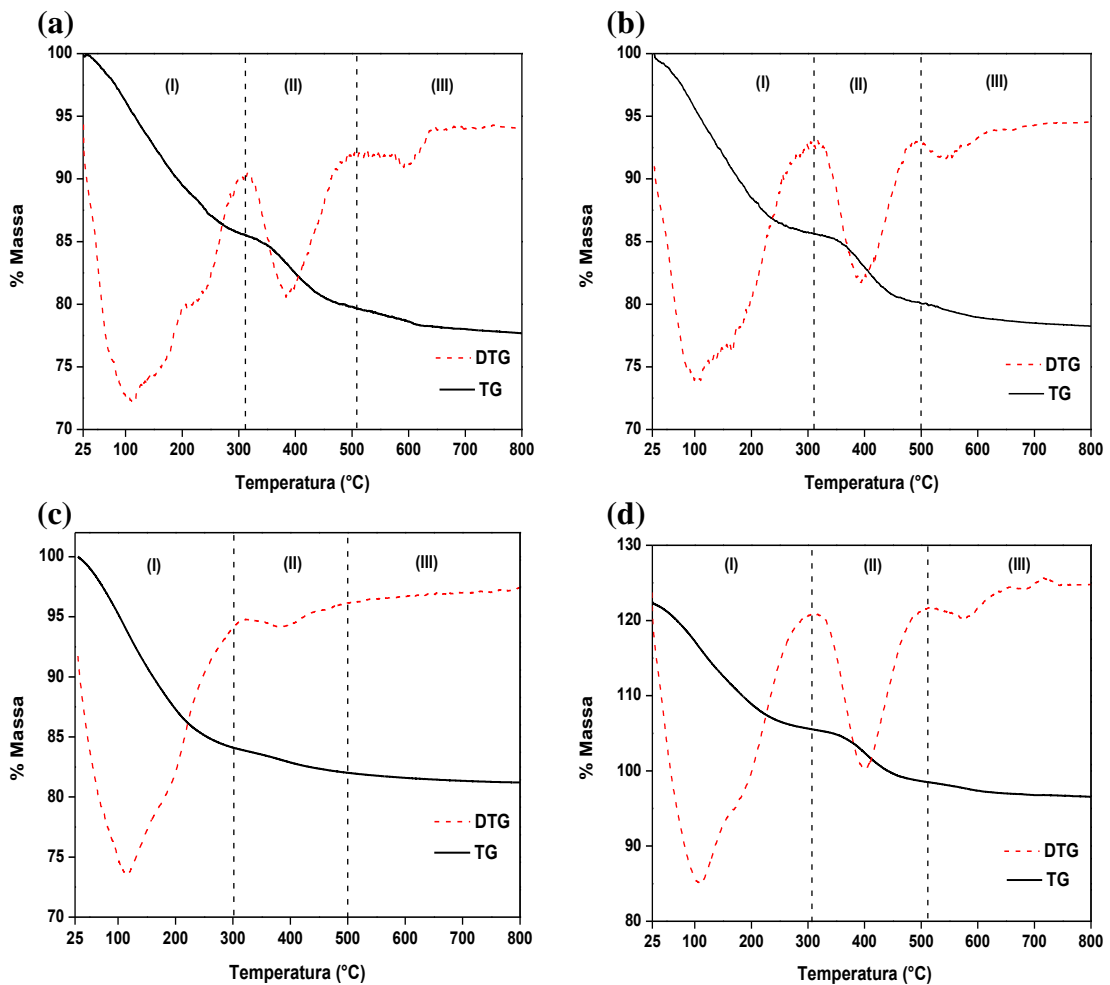 (a)
100
95
90
85
80
75
70
% Massa
(I)
(II)
(III)
DTG
TG
25 100 200 300 400 500 600 700 800
Temperatura (°C)
(b)
100
95
90
85
80
75
70
% Massa
(I)
(II)
(III)
DTG
TG
25 100 200 300 400 500 600 700 800
Temperatura (°C)
(c)
100
95
90
85
80
75
70
% Massa
(I)
(II)
(III)
DTG
TG
25 100 200 300 400 500 600 700 800
Temperatura (°C)
(d)
130
120
110
100
90
80
% Massa
(I)
(II)
(III)
DTG
TG
25 100 200 300 400 500 600 700 800
Temperatura (°C)